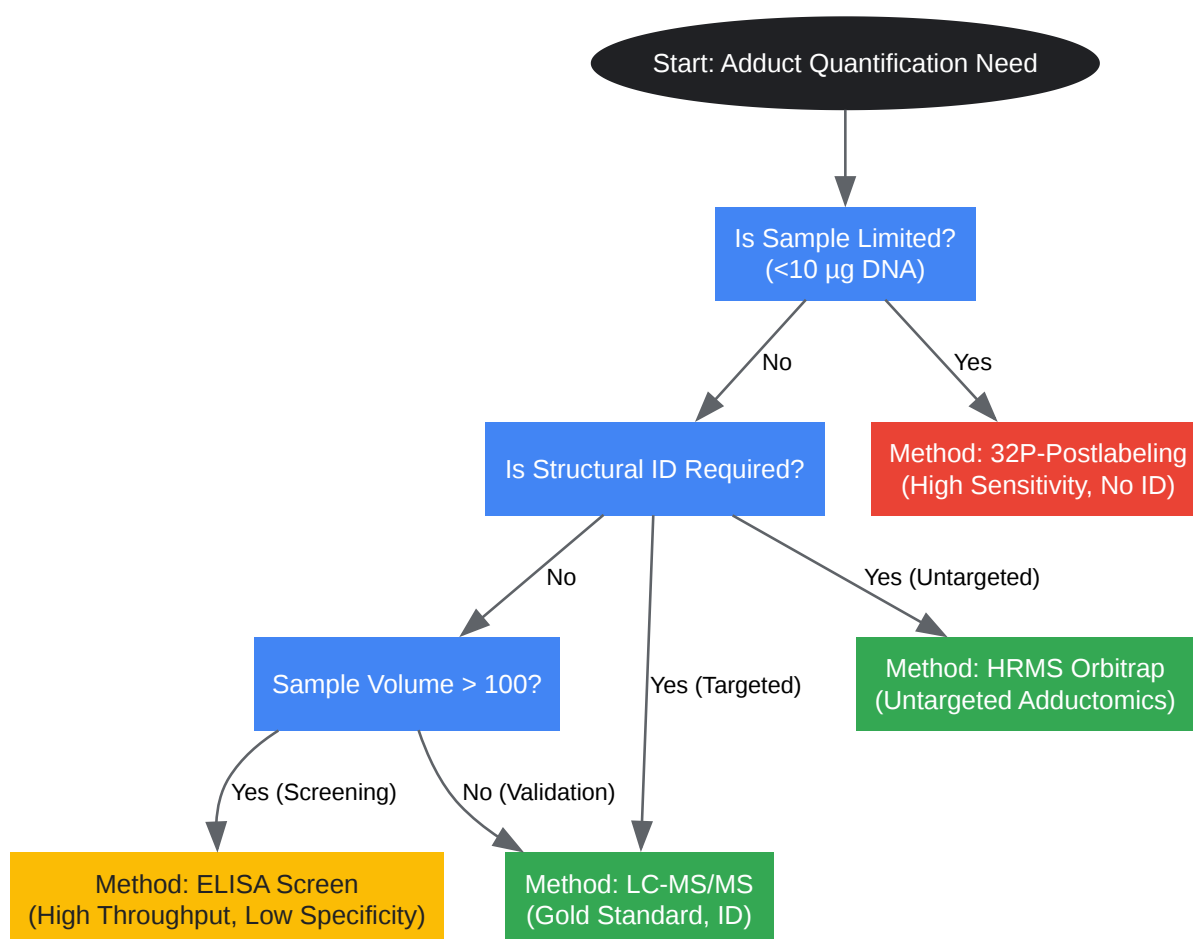 Start: Adduct Quantification Need
Is Sample Limited?
(<10 µg DNA)
No
Yes
Is Structural ID Required?
Method: 32P-Postlabeling
(High Sensitivity, No ID)
No
Yes (Untargeted)
Sample Volume > 100?
Yes (Targeted)
Method: HRMS Orbitrap
(Untargeted Adductomics)
Yes (Screening)
No (Validation)
Method: ELISA Screen
(High Throughput, Low Specificity)
Method: LC-MS/MS
(Gold Standard, ID)